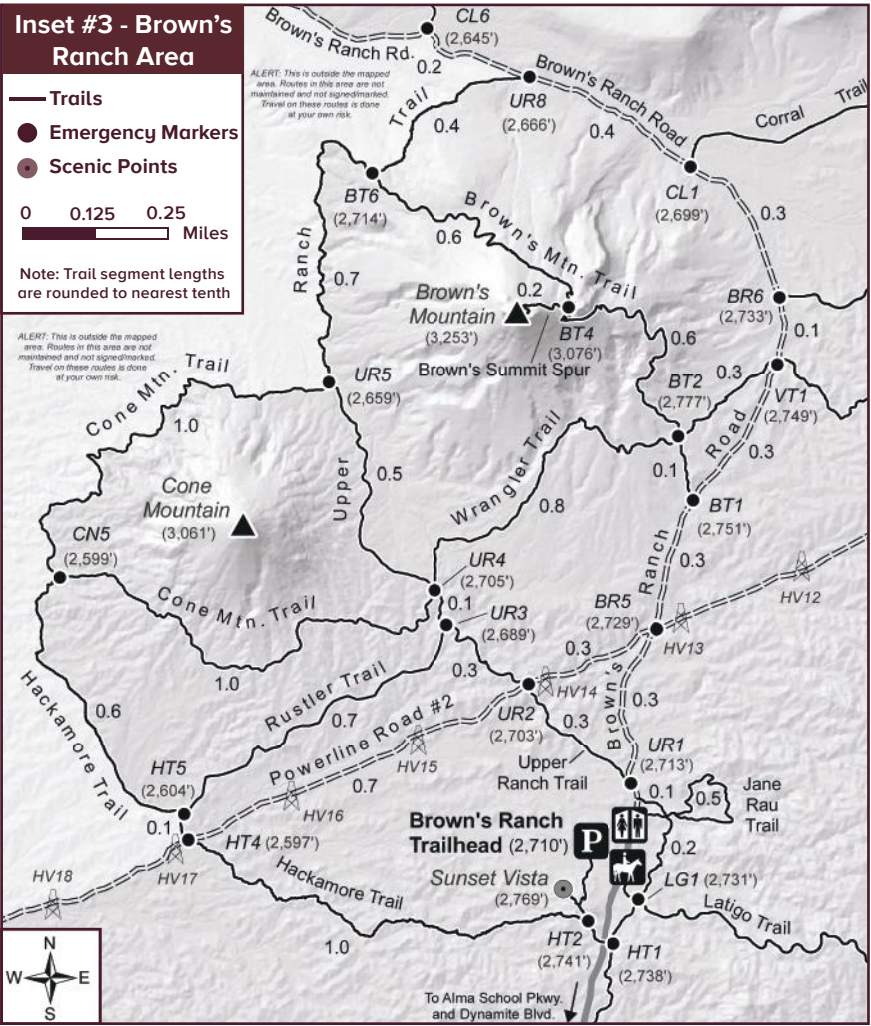 Inset #3 - Brown's
Ranch Area
Trails
Emergency Markers
Scenic Points
0 0.125 0.25
Miles
Note: Trail segment lengths
are rounded to nearest tenth
CL6
(2,645')
Brown's Ranch Rd.
0.2
ALERT: This is outside the mapped
area. Routes in this area are not
maintained and not signed/marked.
Travel on these routes is done
at your own risk.
Brown's Ranch Road
UR8
(2,666')
Trail
0.4
0.4
Corral Trail
CL1
(2,699')
BT6
(2,714')
0.3
Brown's Mtn. Trail
0.6
Ranch
0.7
Brown's
Mountain
(3,253')
0.2
BT4
(3,076')
Brown's Summit Spur
BR6
(2,733')
0.1
0.6
0.3
VT1
(2,749')
BT2
(2,777')
Road
0.3
ALERT: This is outside the mapped
area. Routes in this area are not
maintained and not signed/marked.
Travel on these routes is done
at your own risk.
Cone Mtn. Trail
1.0
UR5
(2,659')
Upper
0.5
Wrangler Trail
0.8
0.1
BT1
(2,751')
Cone
Mountain
(3,061')
CN5
(2,599')
Cone Mtn. Trail
1.0
UR4
(2,705')
0.1
UR3
(2,689')
Ranch
0.3
HV12
BR5
(2,729')
HV13
0.3
0.3
HV14
UR2
(2,703')
Brown's
0.3
0.3
Hackamore Trail
0.6
Rustler Trail
0.7
Powerline Road #2
0.7
HV15
HV16
Upper
Ranch Trail
UR1
(2,713')
0.1
0.5
Jane
Rau
Trail
HT5
(2,604')
0.1
HT4 (2,597')
HV17
HV18
Brown's Ranch
Trailhead (2,710')
P
0.2
Sunset Vista
(2,769')
LG1 (2,731')
Latigo Trail
Hackamore Trail
1.0
HT2
(2,741')
HT1
(2,738')
To Alma School Pkwy.
and Dynamite Blvd.
N
W E
S